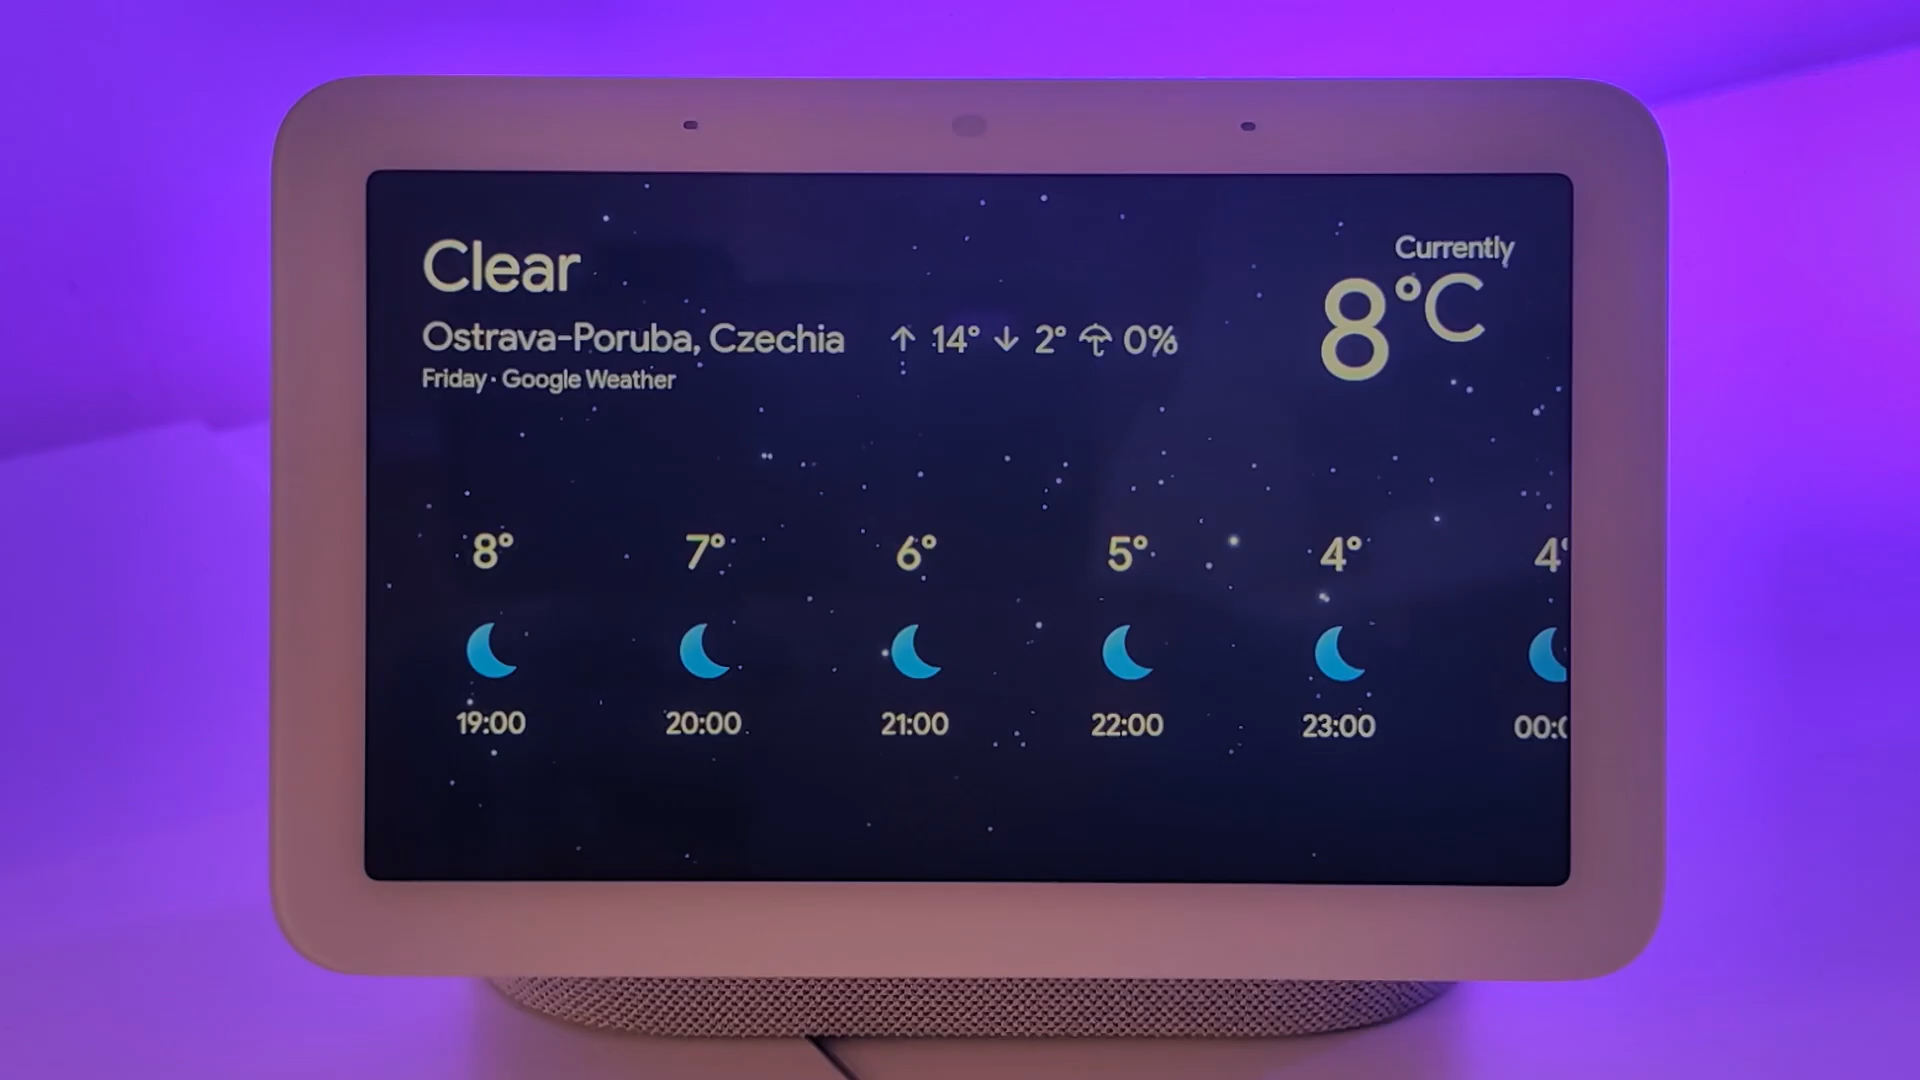 Clear
Currently
8°C
Ostrava-Poruba, Czechia ↑ 14° ↓ 2° 0%
Friday · Google Weather
8° 7° 6° 5° 4° 4°
19:00 20:00 21:00 22:00 23:00